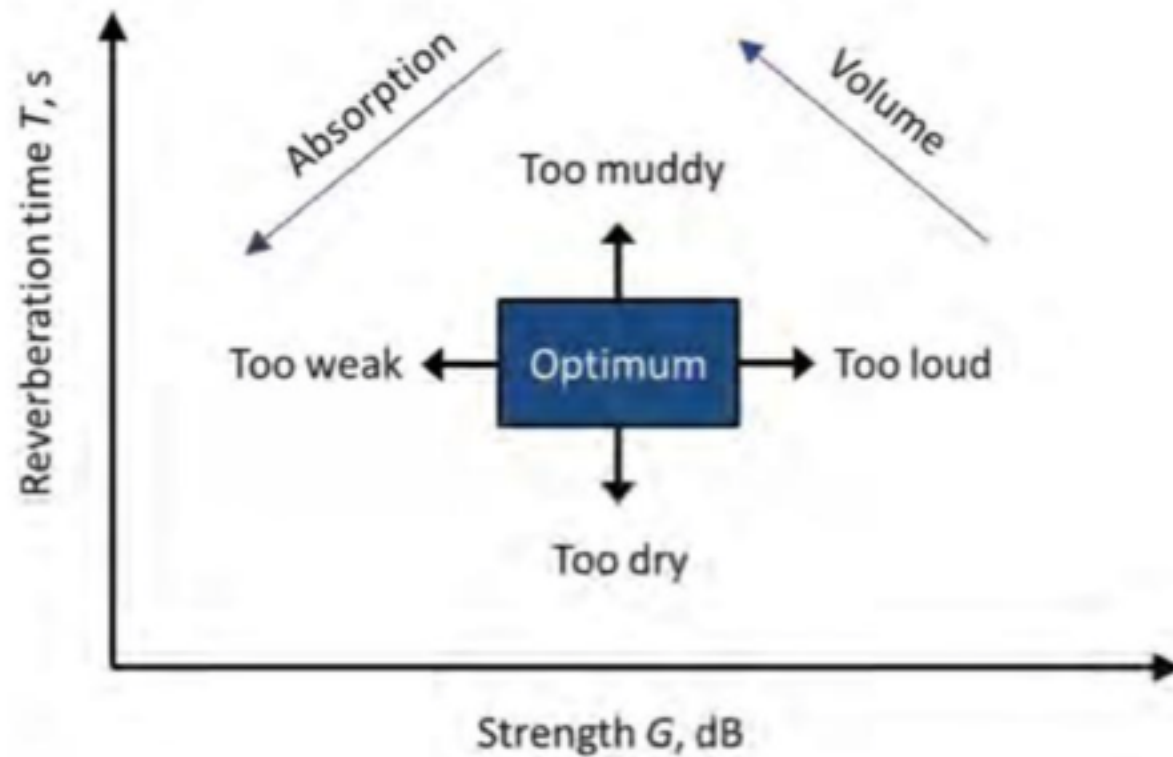 Absorption
Volume
Too muddy
Reverberation time T, s
Too weak
Optimum
Too loud
Too dry
Strength G, dB